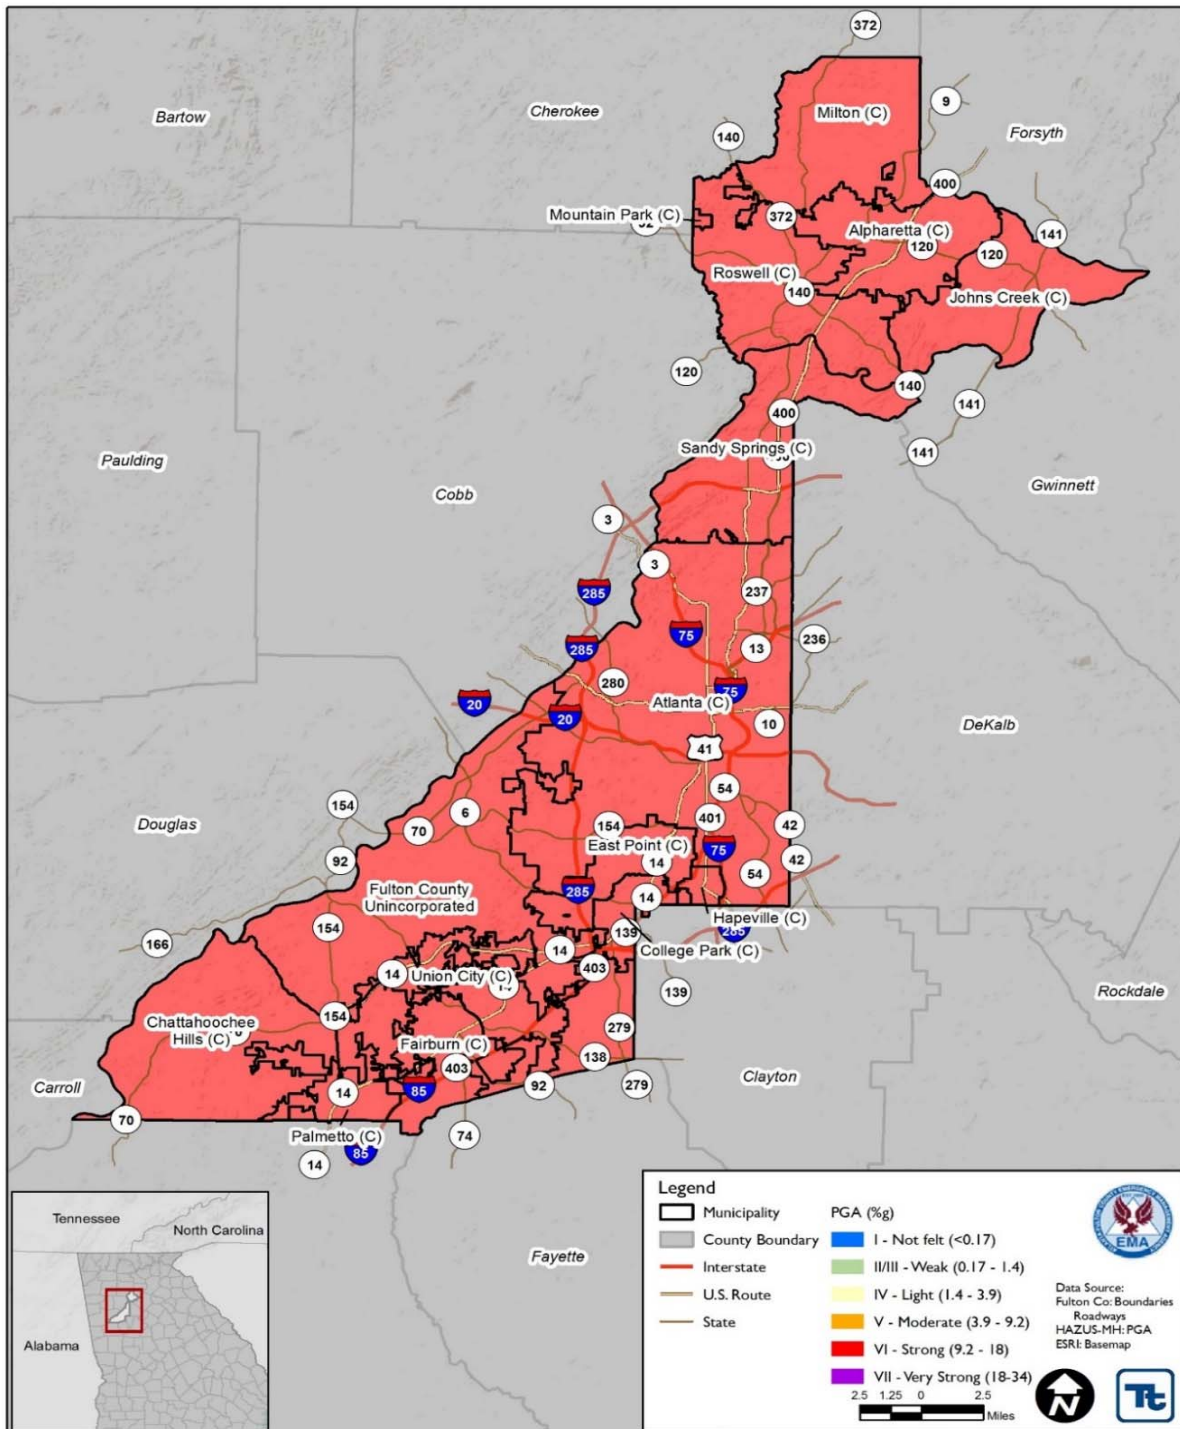 372
Bartow
Cherokee
Milton (C)
9
Forsyth
140
400
Mountain Park (C)
372
141
Alpharetta (C)
120
120
Roswell (C)
140
Johns Creek (C)
120
140
141
400
141
Sandy Springs (C)
Paulding
Cobb
Gwinnett
3
3
285
237
75
236
285
13
280
75
20
Atlanta (C)
20
10
DeKalb
41
54
154
6
401
Douglas
70
154
42
East Point (C)
75
92
14
42
54
Fulton County
Unincorporated
285
14
154
Hapeville (C)
166
139
285
14
College Park (C)
14
Union City (C)
403
139
Rockdale
154
Chattahoochee
Hills (C)
279
Fairburn (C)
138
403
Clayton
Carroll
14
85
92
279
70
Palmetto (C)
74
85
14
Fayette
Tennessee
North Carolina
Alabama
Legend
Municipality
County Boundary
Interstate
U.S. Route
State
PGA (%g)
I - Not felt (<0.17)
II/III - Weak (0.17 - 1.4)
IV - Light (1.4 - 3.9)
V - Moderate (3.9 - 9.2)
VI - Strong (9.2 - 18)
VII - Very Strong (18-34)
EMA
Data Source:
Fulton Co: Boundaries
Roadways
HAZUS-MH: PGA
ESRI: Basemap
2.5 1.25 0 2.5
Miles
N
Tt